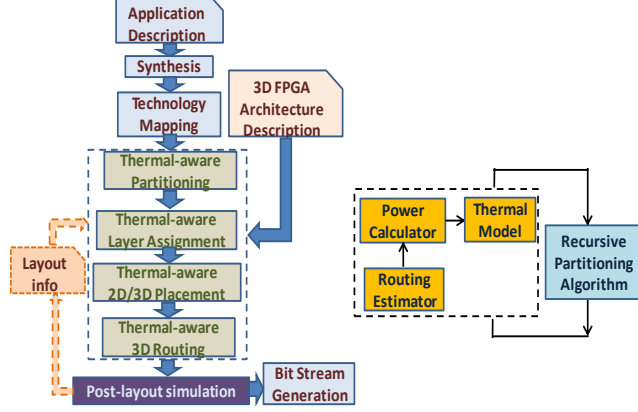 Application
Description
Synthesis
Technology
Mapping
3D FPGA
Architecture
Description
Thermal-aware
Partitioning
Thermal-aware
Layer Assignment
Thermal-aware
2D/3D Placement
Thermal-aware
3D Routing
Layout
info
Post-layout simulation
Bit Stream
Generation
Power
Calculator
Thermal
Model
Routing
Estimator
Recursive
Partitioning
Algorithm